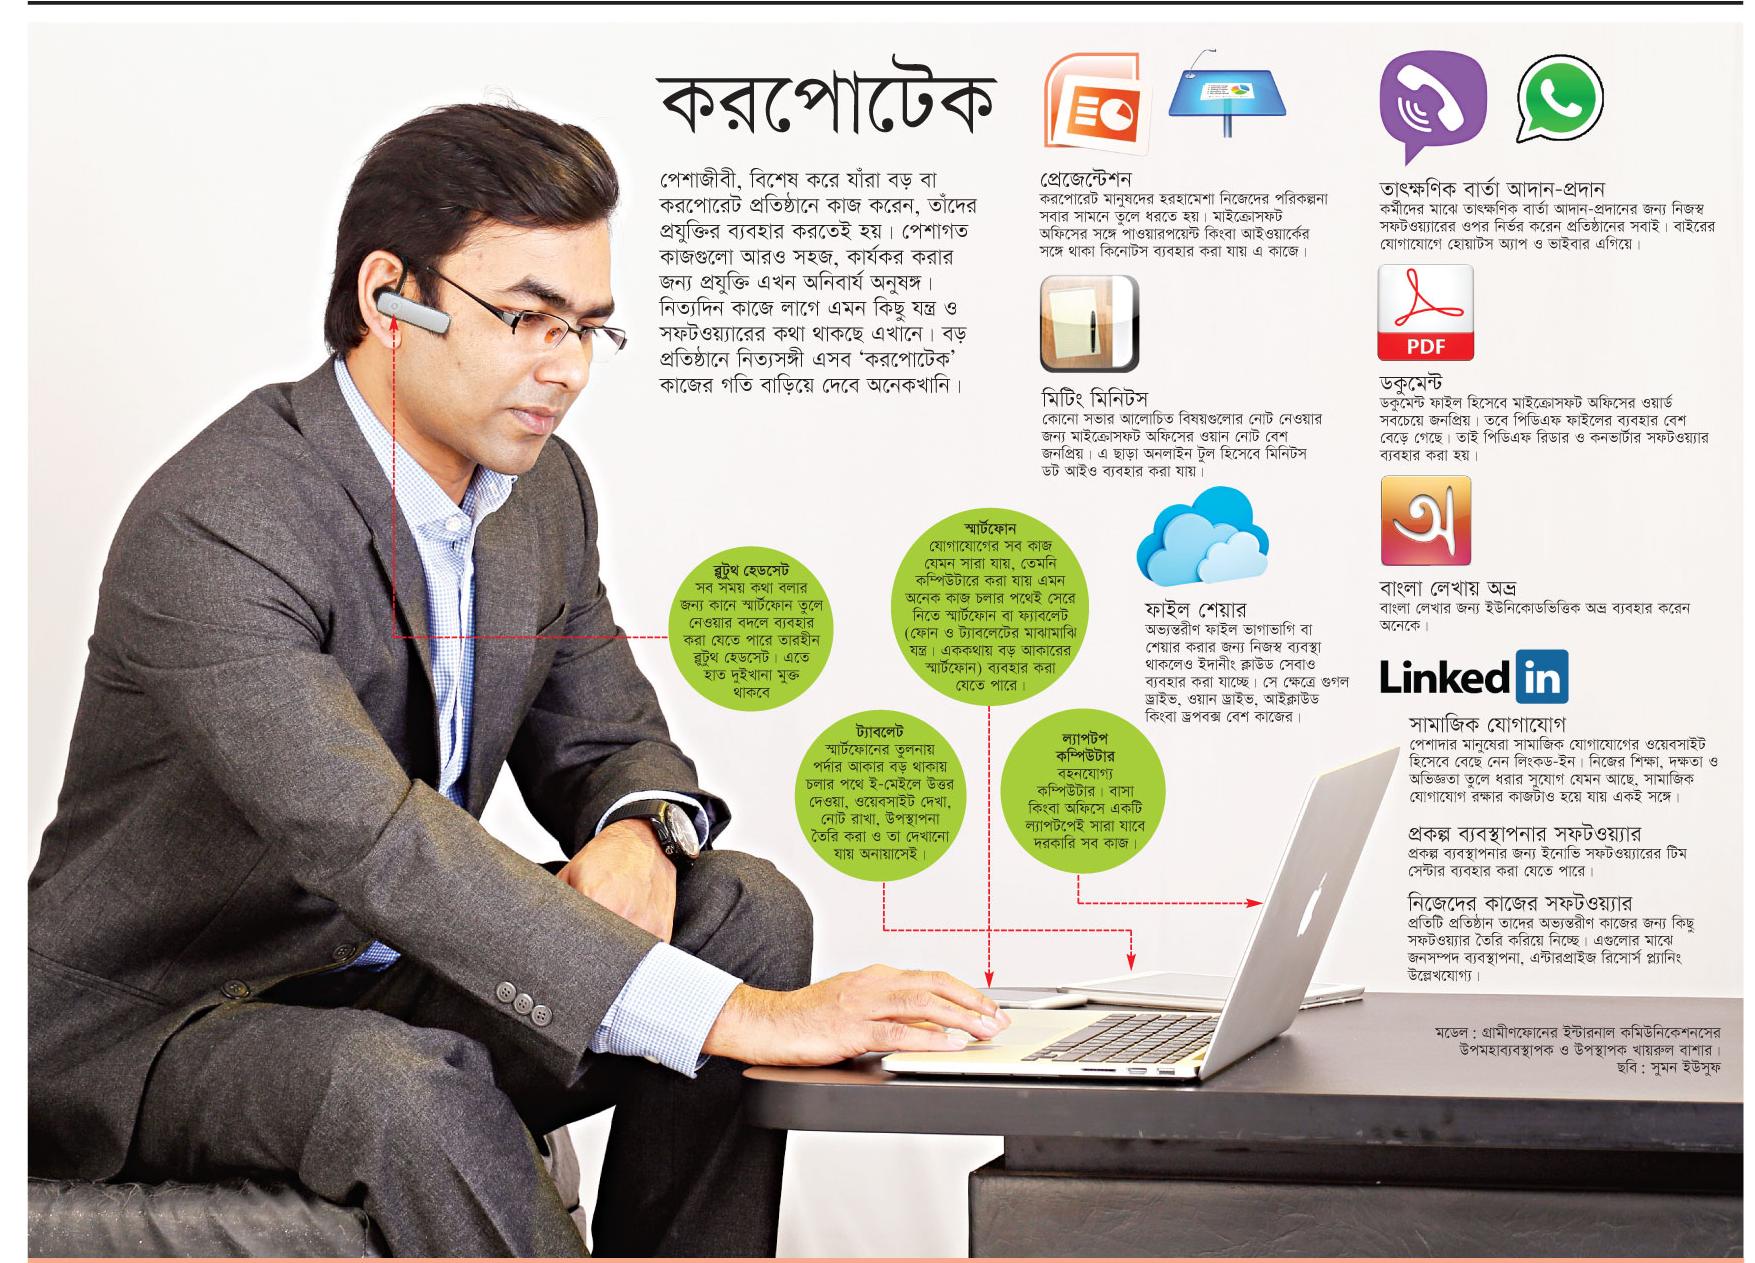 করপোটেক
পেশাজীবী, বিশেষ করে যাঁরা বড় বা
করপোরেট প্রতিষ্ঠানে কাজ করেন, তাঁদের
প্রযুক্তির ব্যবহার করতেই হয়। পেশাগত
কাজগুলো আরও সহজ, কার্যকর করার
জন্য প্রযুক্তি এখন অনিবার্য অনুষঙ্গ।
নিত্যদিন কাজে লাগে এমন কিছু যন্ত্র ও
সফটওয়্যারের কথা থাকছে এখানে। বড়
প্রতিষ্ঠানে নিত্যসঙ্গী এসব ‘করপোটেক’
কাজের গতি বাড়িয়ে দেবে অনেকখানি।
ব্লুটুথ হেডসেট
সব সময় কথা বলার
জন্য কানে স্মার্টফোন তুলে
নেওয়ার বদলে ব্যবহার
করা যেতে পারে তারহীন
ব্লুটুথ হেডসেট। এতে
হাত দুইখানা মুক্ত
থাকবে
স্মার্টফোন
যোগাযোগের সব কাজ
যেমন সারা যায়, তেমনি
কম্পিউটারে করা যায় এমন
অনেক কাজ চলার পথেই সেরে
নিতে স্মার্টফোন বা ফ্যাবলেট
(ফোন ও ট্যাবলেটের মাঝামাঝি
যন্ত্র। এককথায় বড় আকারের
স্মার্টফোন) ব্যবহার করা
যেতে পারে।
ট্যাবলেট
স্মার্টফোনের তুলনায়
পর্দার আকার বড় থাকায়
চলার পথে ই-মেইলে উত্তর
দেওয়া, ওয়েবসাইট দেখা,
নোট রাখা, উপস্থাপনা
তৈরি করা ও তা দেখানো
যায় অনায়াসেই।
ল্যাপটপ
কম্পিউটার
বহনযোগ্য
কম্পিউটার। বাসা
কিংবা অফিসে একটি
ল্যাপটপেই সারা যাবে
দরকারি সব কাজ।
প্রেজেন্টেশন
করপোরেট মানুষদের হরহামেশা নিজেদের পরিকল্পনা
সবার সামনে তুলে ধরতে হয়। মাইক্রোসফট
অফিসের সঙ্গে পাওয়ারপয়েন্ট কিংবা আইওয়ার্কের
সঙ্গে থাকা কিনোটস ব্যবহার করা যায় এ কাজে।
মিটিং মিনিটস
কোনো সভার আলোচিত বিষয়গুলোর নোট নেওয়ার
জন্য মাইক্রোসফট অফিসের ওয়ান নোট বেশ
জনপ্রিয়। এ ছাড়া অনলাইন টুল হিসেবে মিনিটস
ডট আইও ব্যবহার করা যায়।
ফাইল শেয়ার
অভ্যন্তরীণ ফাইল ভাগাভাগি বা
শেয়ার করার জন্য নিজস্ব ব্যবস্থা
থাকলেও ইদানীং ক্লাউড সেবাও
ব্যবহার করা যাচ্ছে। সে ক্ষেত্রে গুগল
ড্রাইভ, ওয়ান ড্রাইভ, আইক্লাউড
কিংবা ড্রপবক্স বেশ কাজের।
তাৎক্ষণিক বার্তা আদান-প্রদান
কর্মীদের মাঝে তাৎক্ষণিক বার্তা আদান-প্রদানের জন্য নিজস্ব
সফটওয়্যারের ওপর নির্ভর করেন প্রতিষ্ঠানের সবাই। বাইরের
যোগাযোগে হোয়াটস অ্যাপ ও ভাইবার এগিয়ে।
PDF
ডকুমেন্ট
ডকুমেন্ট ফাইল হিসেবে মাইক্রোসফট অফিসের ওয়ার্ড
সবচেয়ে জনপ্রিয়। তবে পিডিএফ ফাইলের ব্যবহার বেশ
বেড়ে গেছে। তাই পিডিএফ রিডার ও কনভার্টার সফটওয়্যার
ব্যবহার করা হয়।
অ
বাংলা লেখায় অভ্র
বাংলা লেখার জন্য ইউনিকোডভিত্তিক অভ্র ব্যবহার করেন
অনেকে।
Linked in
সামাজিক যোগাযোগ
পেশাদার মানুষেরা সামাজিক যোগাযোগের ওয়েবসাইট
হিসেবে বেছে নেন লিংকড-ইন। নিজের শিক্ষা, দক্ষতা ও
অভিজ্ঞতা তুলে ধরার সুযোগ যেমন আছে, সামাজিক
যোগাযোগ রক্ষার কাজটাও হয়ে যায় একই সঙ্গে।
প্রকল্প ব্যবস্থাপনার সফটওয়্যার
প্রকল্প ব্যবস্থাপনার জন্য ইনোভি সফটওয়্যারের টিম
সেন্টার ব্যবহার করা যেতে পারে।
নিজেদের কাজের সফটওয়্যার
প্রতিটি প্রতিষ্ঠান তাদের অভ্যন্তরীণ কাজের জন্য কিছু
সফটওয়্যার তৈরি করিয়ে নিচ্ছে। এগুলোর মাঝে
জনসম্পদ ব্যবস্থাপনা, এন্টারপ্রাইজ রিসোর্স প্ল্যানিং
উল্লেখযোগ্য।
মডেল : গ্রামীণফোনের ইন্টারনাল কমিউনিকেশনসের
উপমহাব্যবস্থাপক ও উপস্থাপক খায়রুল বাশার।
ছবি : সুমন ইউসুফ